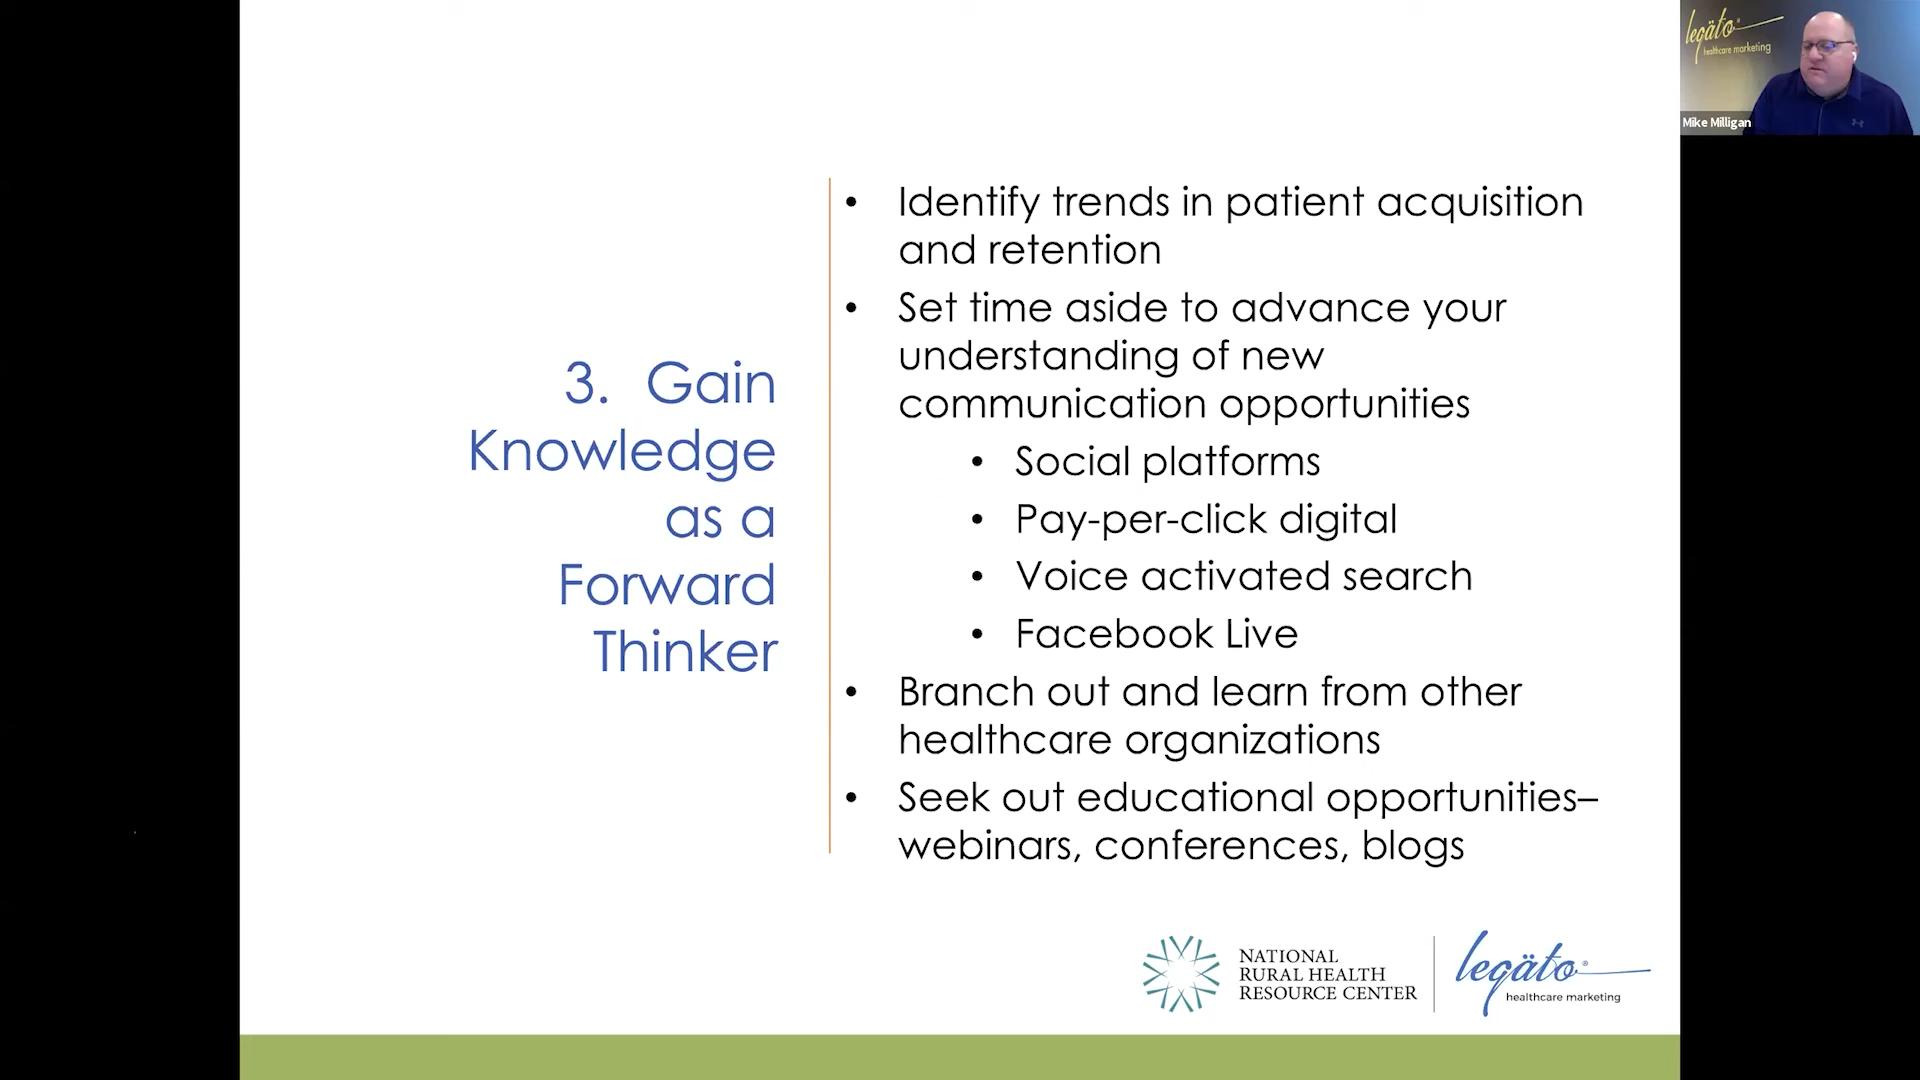 legäto®
healthcare marketing
Mike Milligan
3. Gain
Knowledge
as a
Forward
Thinker
• Identify trends in patient acquisition
and retention
• Set time aside to advance your
understanding of new
communication opportunities
• Social platforms
• Pay-per-click digital
• Voice activated search
• Facebook Live
• Branch out and learn from other
healthcare organizations
• Seek out educational opportunities–
webinars, conferences, blogs
NATIONAL
RURAL HEALTH
RESOURCE CENTER
legäto®
healthcare marketing